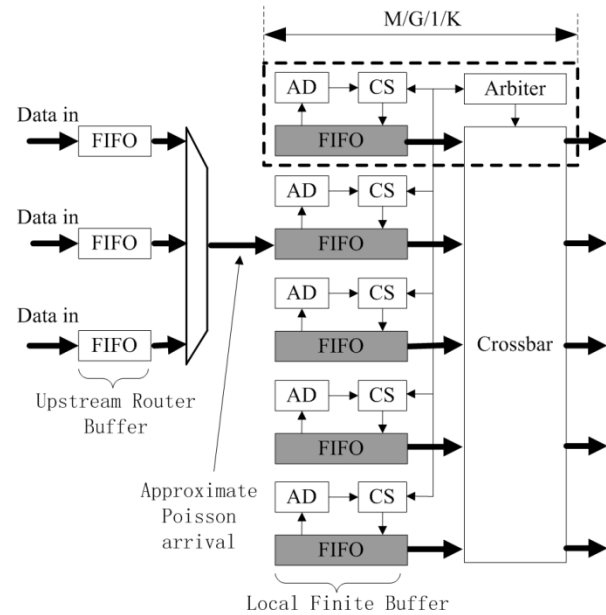 M/G/1/K
AD
CS
Arbiter
Data in
FIFO
FIFO
AD
CS
Data in
FIFO
FIFO
AD
CS
Data in
FIFO
FIFO
Crossbar
Upstream Router
Buffer
AD
CS
FIFO
Approximate
Poisson
arrival
AD
CS
FIFO
Local Finite Buffer